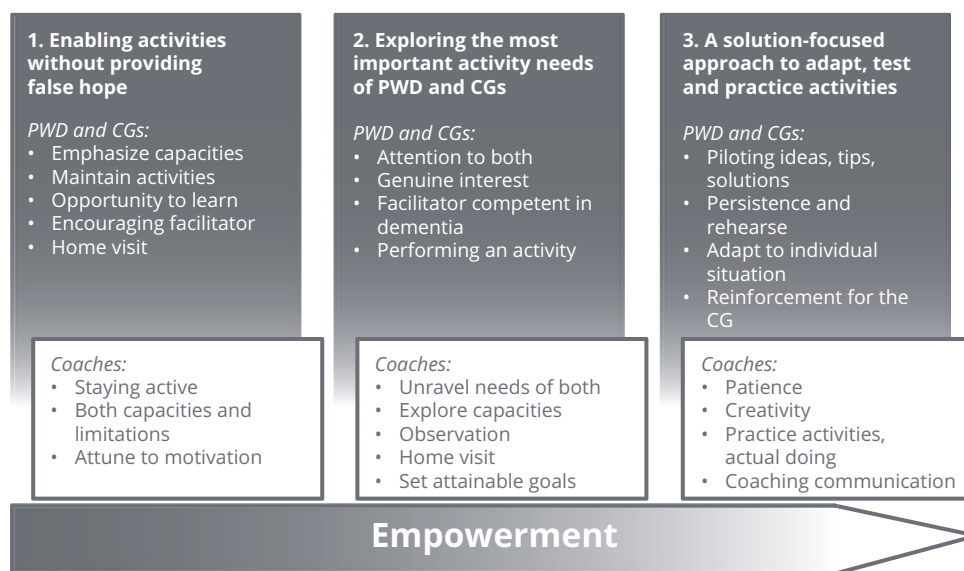 1. Enabling activities
without providing
false hope
PWD and CGs:
• Emphasize capacities
• Maintain activities
• Opportunity to learn
• Encouraging facilitator
• Home visit
Coaches:
• Staying active
• Both capacities and
limitations
• Attune to motivation
2. Exploring the most
important activity needs
of PWD and CGs
PWD and CGs:
• Attention to both
• Genuine interest
• Facilitator competent in
dementia
• Performing an activity
Coaches:
• Unravel needs of both
• Explore capacities
• Observation
• Home visit
• Set attainable goals
3. A solution-focused
approach to adapt, test
and practice activities
PWD and CGs:
• Piloting ideas, tips,
solutions
• Persistence and
rehearse
• Adapt to individual
situation
• Reinforcement for the
CG
Coaches:
• Patience
• Creativity
• Practice activities,
actual doing
• Coaching communication
Empowerment